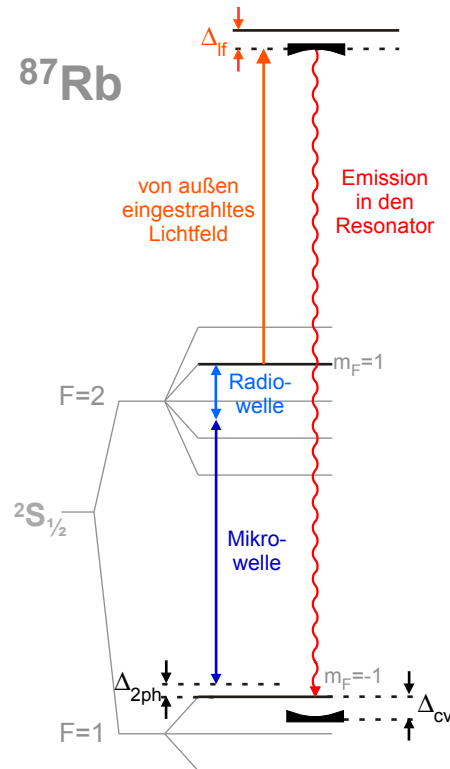 Δlf
⁸⁷Rb
von außen
eingestrahltes
Lichtfeld
Emission
in den
Resonator
mF=1
F=2
Radio-
welle
²S½
Mikro-
welle
mF=-1
Δ2ph
Δcv
F=1